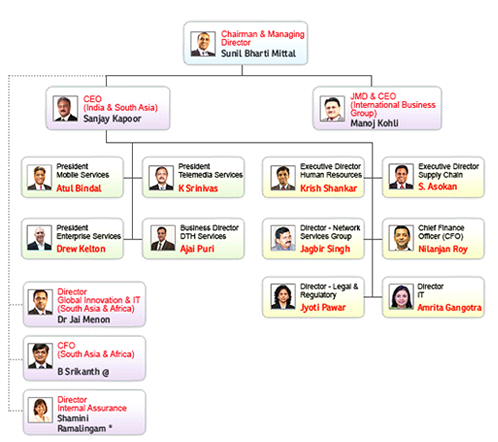 Chairman & Managing
Director
Sunil Bharti Mittal
CEO
(India & South Asia)
Sanjay Kapoor
JMD & CEO
(International Business
Group)
Manoj Kohli
President
Mobile Services
Atul Bindal
President
Telemedia Services
K Srinivas
Executive Director
Human Resources
Krish Shankar
Executive Director
Supply Chain
S. Asokan
President
Enterprise Services
Drew Kelton
Business Director
DTH Services
Ajai Puri
Director - Network
Services Group
Jagbir Singh
Chief Finance
Officer (CFO)
Nilanjan Roy
Director - Legal &
Regulatory
Jyoti Pawar
Director
IT
Amrita Gangotra
Director
Global Innovation & IT
(South Asia & Africa)
Dr Jai Menon
CFO
(South Asia & Africa)
B Srikanth @
Director
Internal Assurance
Shamini
Ramalingam *